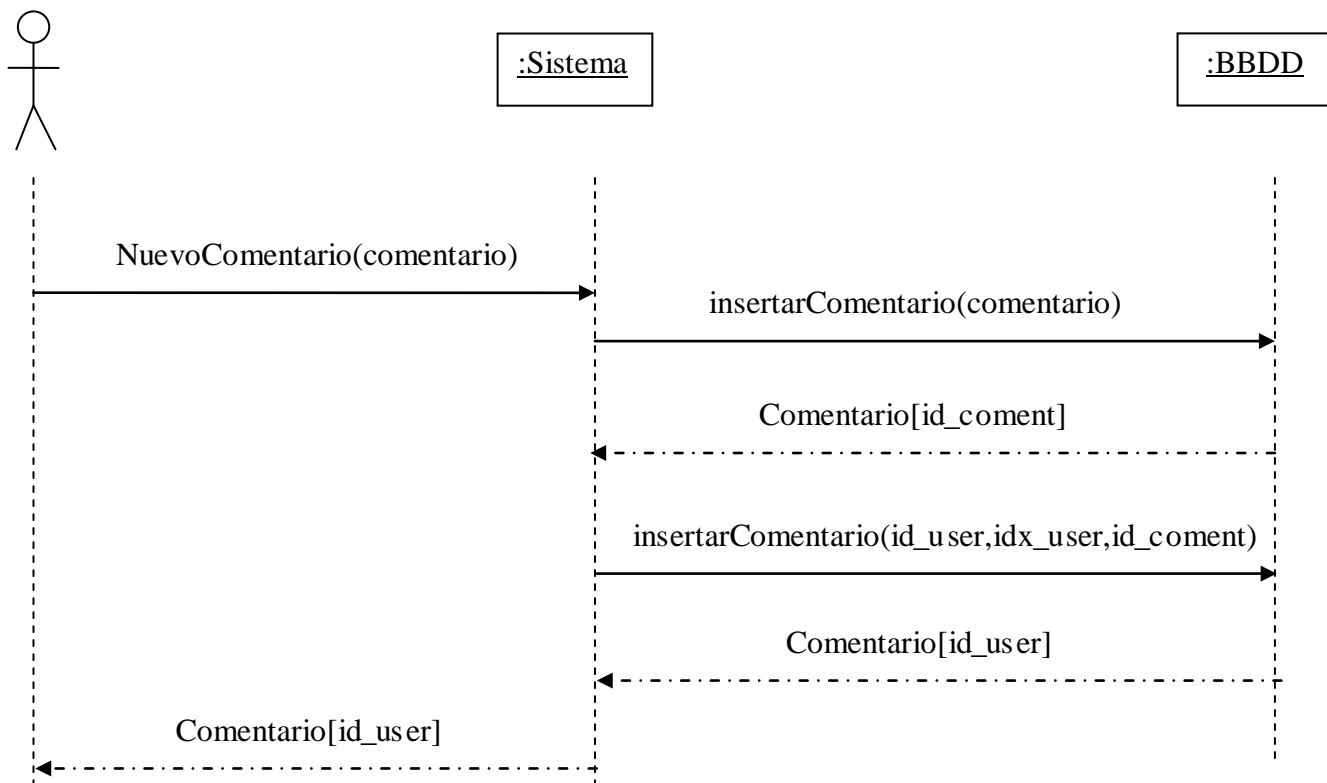 :Sistema
:BBDD
NuevoComentario(comentario)
insertarComentario(comentario)
Comentario[id_coment]
insertarComentario(id_user,idx_user,id_coment)
Comentario[id_user]
Comentario[id_user]